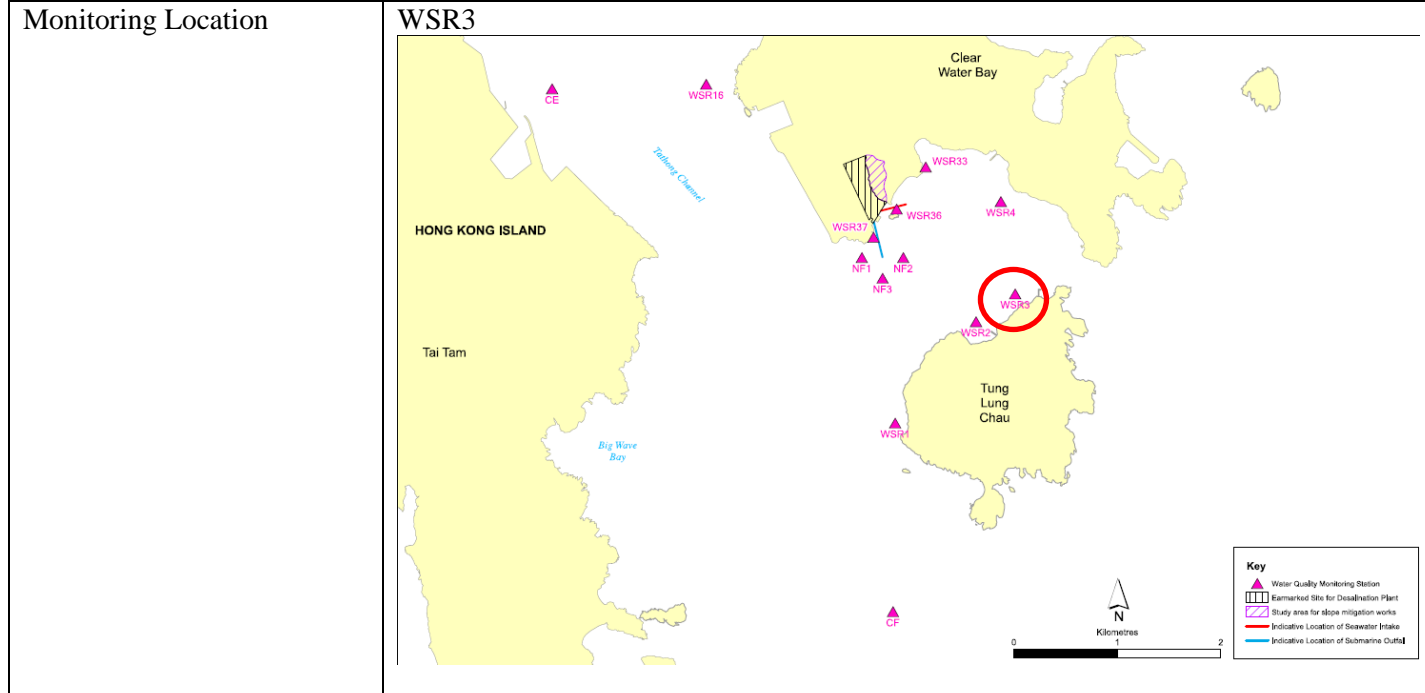 Monitoring Location
WSR3
Clear
Water Bay
CE
WSR16
Tathong Channel
WSR33
WSR36
WSR4
HONG KONG ISLAND
WSR37
NF1
NF2
NF3
WSR3
WSR2
Tai Tam
Tung
Lung
Chau
WSR1
Big Wave
Bay
CF
N
Kilometres
0 1 2
Key
Water Quality Monitoring Station
Earmarked Site for Desalination Plant
Study area for slope mitigation works
Indicative Location of Seawater Intake
Indicative Location of Submarine Outfall